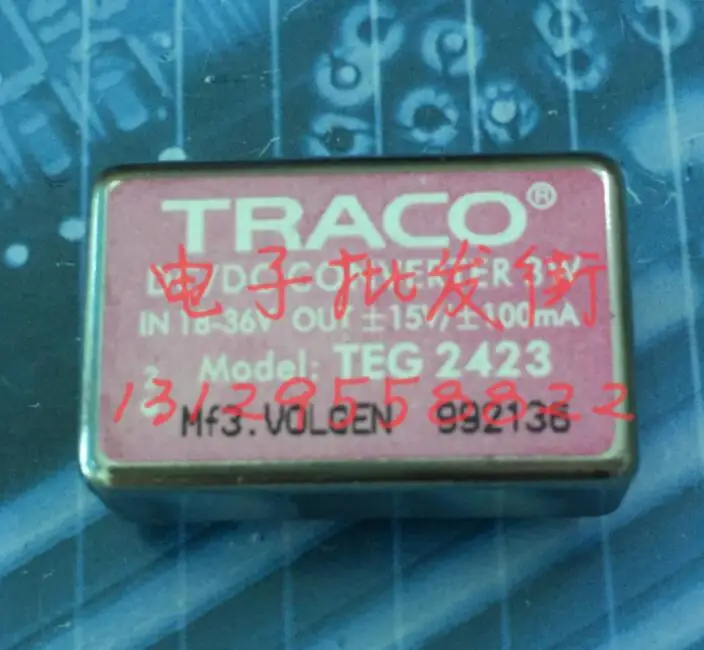 TRACO®
DC/DC CONVERTER 3W
电子批发街
IN 18-36V OUT ±15V/±100mA
Model: TEG 2423
13129558822
Mf3.VOLGEN 992136